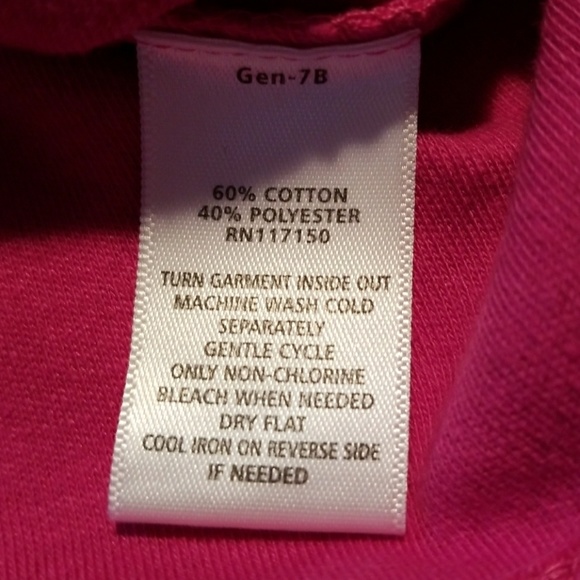 Gen-7B
60% COTTON
40% POLYESTER
RN117150
TURN GARMENT INSIDE OUT
MACHINE WASH COLD
SEPARATELY
GENTLE CYCLE
ONLY NON-CHLORINE
BLEACH WHEN NEEDED
DRY FLAT
COOL IRON ON REVERSE SIDE
IF NEEDED